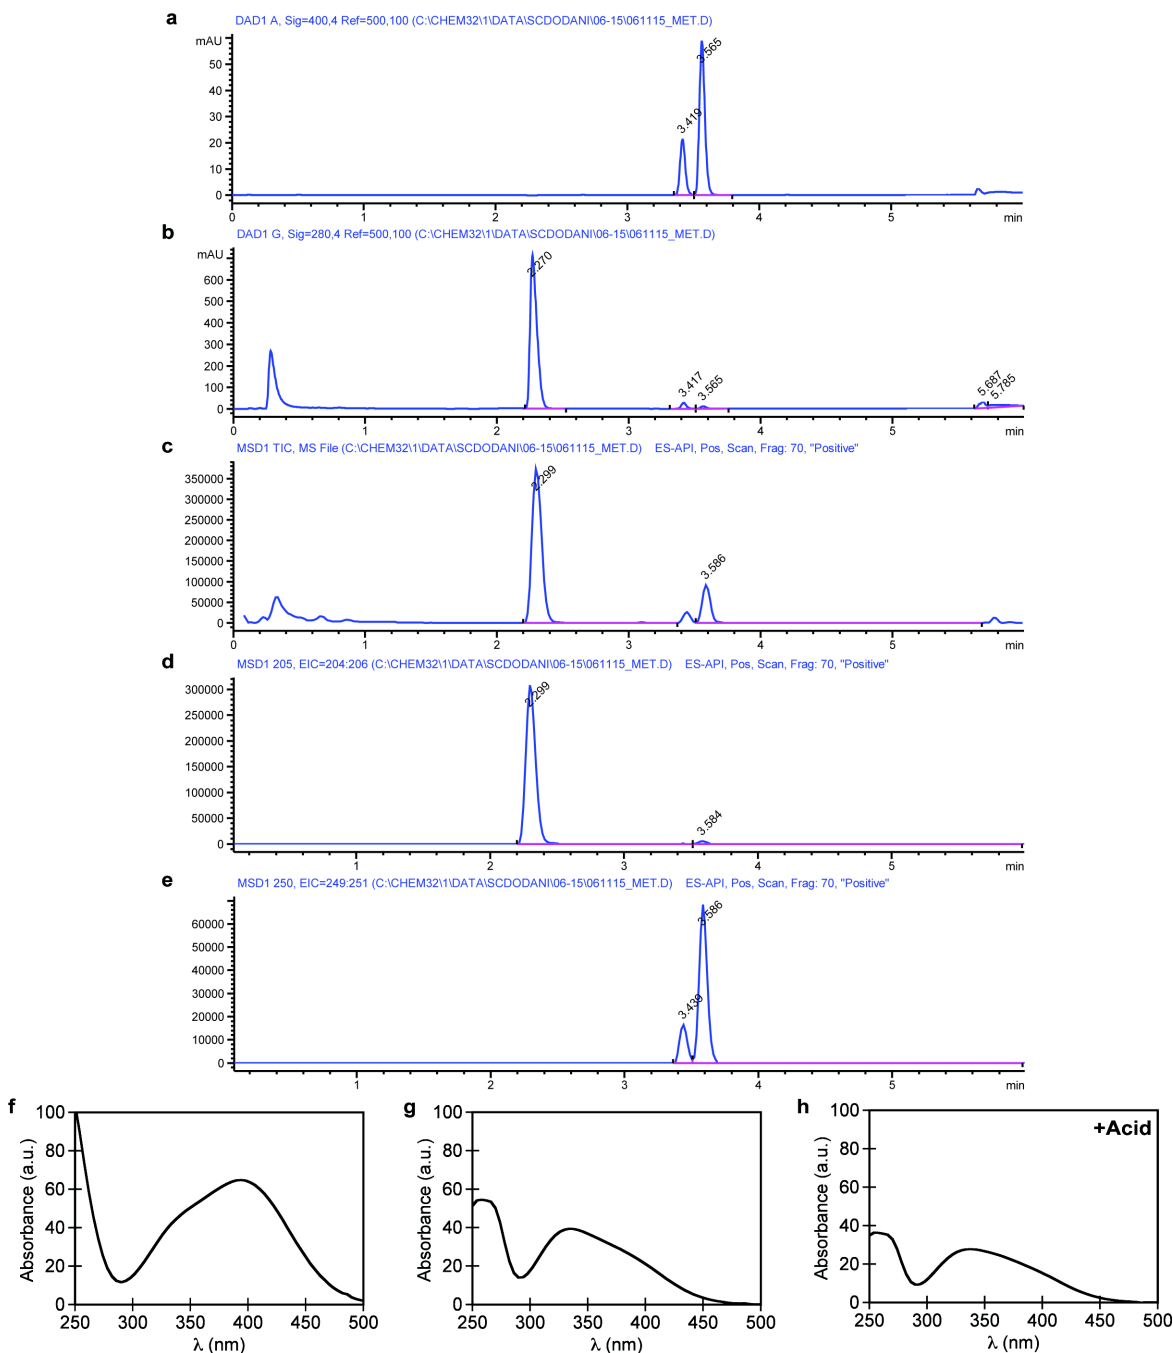 a
DAD1 A, Sig=400,4 Ref=500,100 (C:\CHEM32\1\DATA\SCDODANI\06-15\061115_MET.D)
mAU
50
40
30
20
10
0
3.419
3.565
0 1 2 3 4 5 min
b
DAD1 G, Sig=280,4 Ref=500,100 (C:\CHEM32\1\DATA\SCDODANI\06-15\061115_MET.D)
mAU
600
500
400
300
200
100
0
2.270
3.417
3.565
5.687
5.785
0 1 2 3 4 5 min
c
MSD1 TIC, MS File (C:\CHEM32\1\DATA\SCDODANI\06-15\061115_MET.D) ES-API, Pos, Scan, Frag: 70, "Positive"
350000
300000
250000
200000
150000
100000
50000
0
2.299
3.586
0 1 2 3 4 5 min
d
MSD1 205, EIC=204:206 (C:\CHEM32\1\DATA\SCDODANI\06-15\061115_MET.D) ES-API, Pos, Scan, Frag: 70, "Positive"
300000
250000
200000
150000
100000
50000
0
2.299
3.584
1 2 3 4 5 min
e
MSD1 250, EIC=249:251 (C:\CHEM32\1\DATA\SCDODANI\06-15\061115_MET.D) ES-API, Pos, Scan, Frag: 70, "Positive"
60000
50000
40000
30000
20000
10000
0
3.439
3.586
1 2 3 4 5 min
f
Absorbance (a.u.)
100
80
60
40
20
0
250 300 350 400 450 500
λ (nm)
g
Absorbance (a.u.)
100
80
60
40
20
0
250 300 350 400 450 500
λ (nm)
h
+Acid
Absorbance (a.u.)
100
80
60
40
20
0
250 300 350 400 450 500
λ (nm)